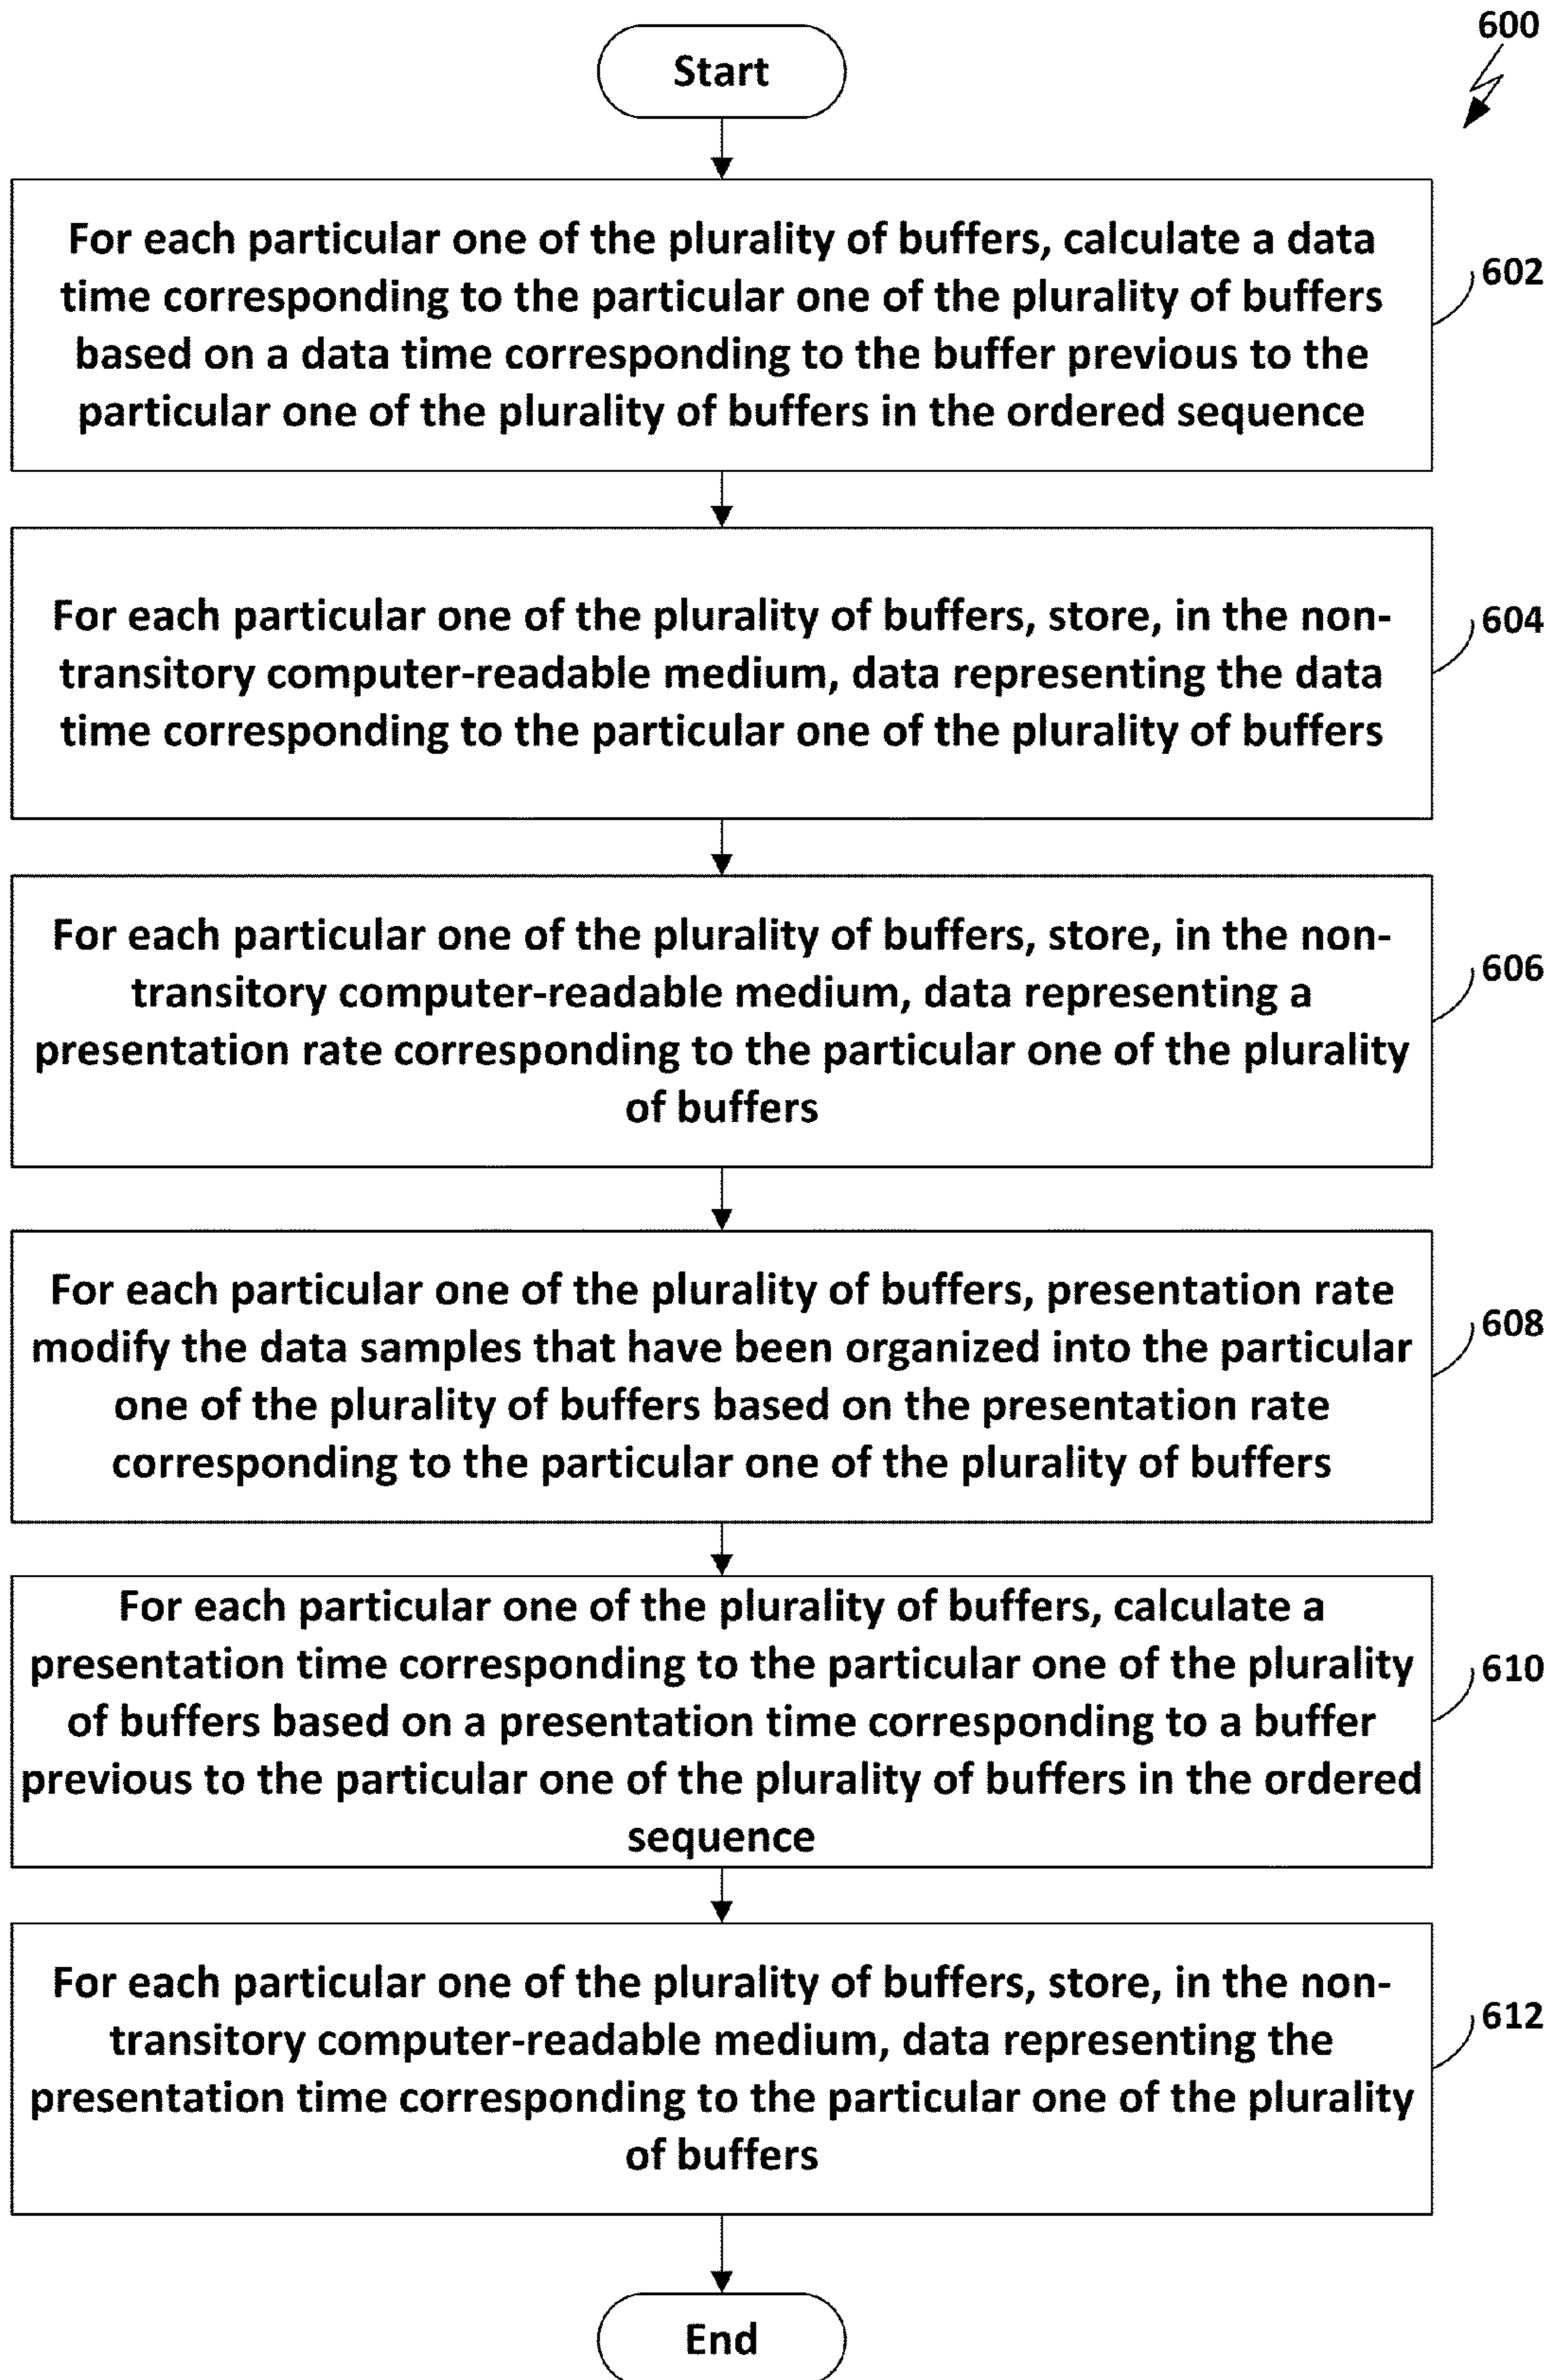 600
Start
For each particular one of the plurality of buffers, calculate a data
time corresponding to the particular one of the plurality of buffers
based on a data time corresponding to the buffer previous to the
particular one of the plurality of buffers in the ordered sequence
602
For each particular one of the plurality of buffers, store, in the non-
transitory computer-readable medium, data representing the data
time corresponding to the particular one of the plurality of buffers
604
For each particular one of the plurality of buffers, store, in the non-
transitory computer-readable medium, data representing a
presentation rate corresponding to the particular one of the plurality
of buffers
606
For each particular one of the plurality of buffers, presentation rate
modify the data samples that have been organized into the particular
one of the plurality of buffers based on the presentation rate
corresponding to the particular one of the plurality of buffers
608
For each particular one of the plurality of buffers, calculate a
presentation time corresponding to the particular one of the plurality
of buffers based on a presentation time corresponding to a buffer
previous to the particular one of the plurality of buffers in the ordered
sequence
610
For each particular one of the plurality of buffers, store, in the non-
transitory computer-readable medium, data representing the
presentation time corresponding to the particular one of the plurality
of buffers
612
End